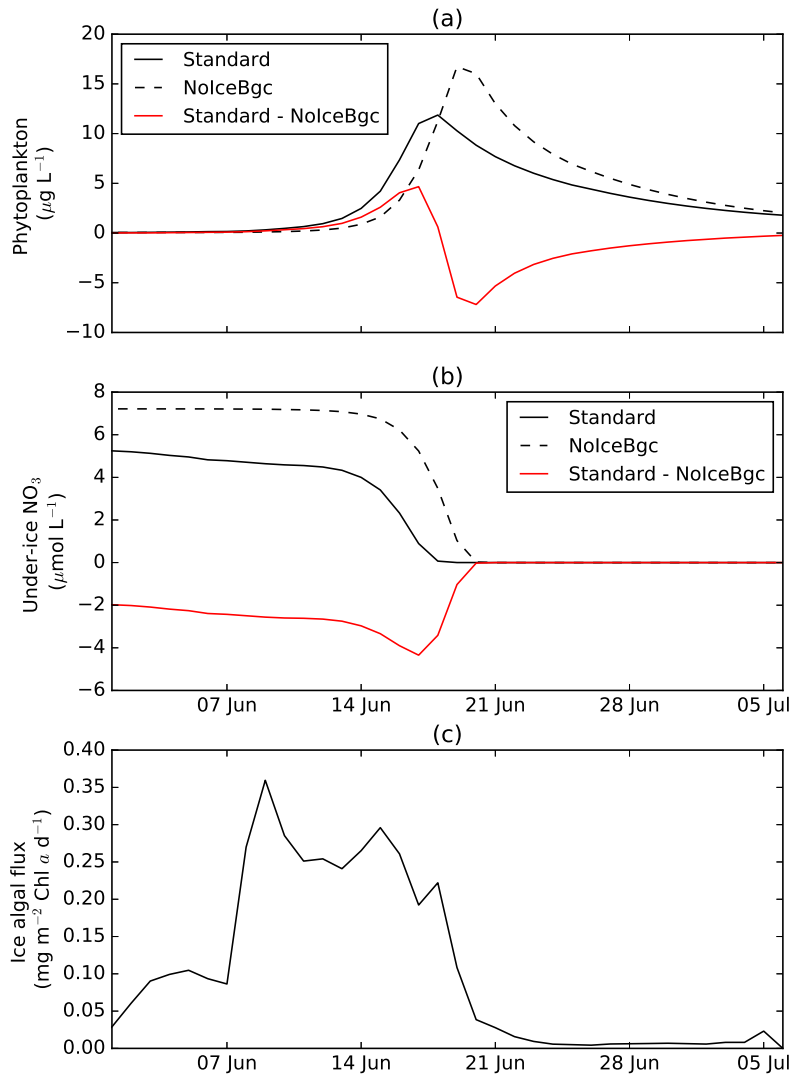 (a)
20
15
10
5
0
−5
−10
Phytoplankton
(μg L⁻¹)
Standard
NoIceBgc
Standard - NoIceBgc
(b)
8
6
4
2
0
−2
−4
−6
Under-ice NO₃
(μmol L⁻¹)
Standard
NoIceBgc
Standard - NoIceBgc
07 Jun 14 Jun 21 Jun 28 Jun 05 Jul
(c)
0.40
0.35
0.30
0.25
0.20
0.15
0.10
0.05
0.00
Ice algal flux
(mg m⁻² Chl a d⁻¹)
07 Jun 14 Jun 21 Jun 28 Jun 05 Jul